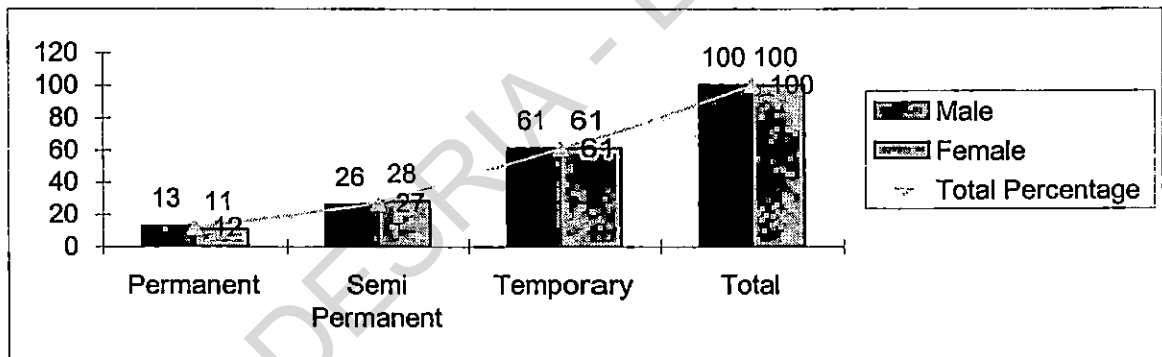 120
100
80
60
40
20
0
13 11
12
26 28
27
61 61
61
100 100
100
Permanent
Semi
Permanent
Temporary
Total
Male
Female
Total Percentage